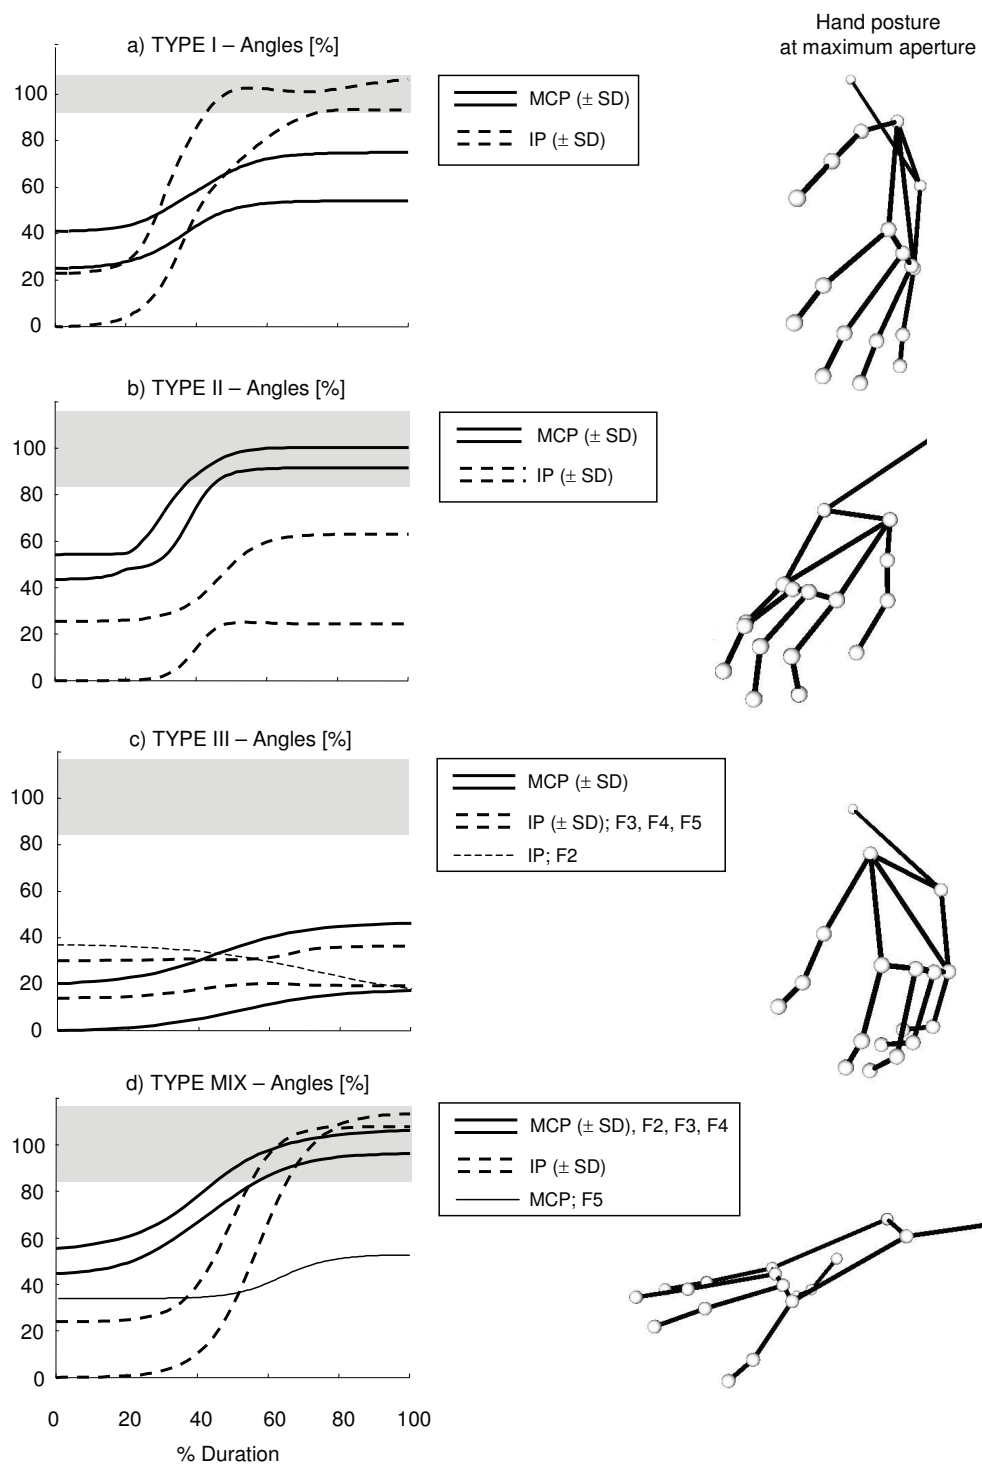 Hand posture
at maximum aperture
a) TYPE I – Angles [%]
100
80
60
40
20
0
MCP (± SD)
IP (± SD)
b) TYPE II – Angles [%]
100
80
60
40
20
0
MCP (± SD)
IP (± SD)
c) TYPE III – Angles [%]
100
80
60
40
20
0
MCP (± SD)
IP (± SD); F3, F4, F5
IP; F2
d) TYPE MIX – Angles [%]
100
80
60
40
20
0
MCP (± SD), F2, F3, F4
IP (± SD)
MCP; F5
0 20 40 60 80 100
% Duration